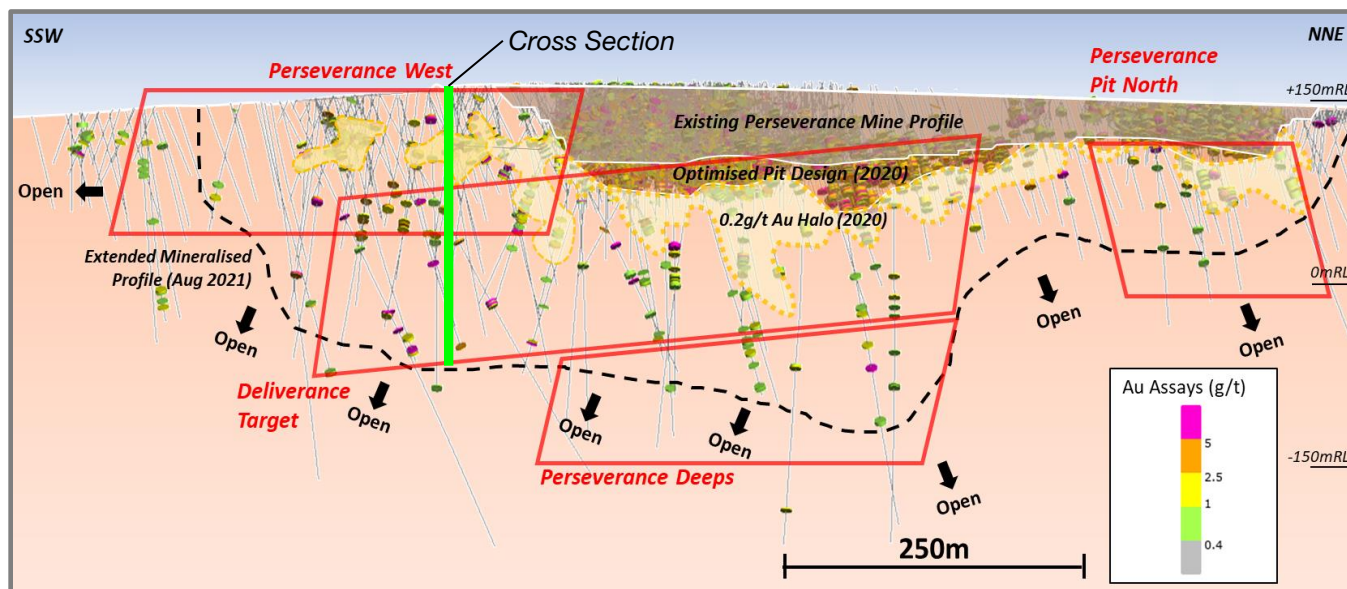 SSW
Cross Section
NNE
Perseverance West
Perseverance
Pit North
+150mRL
Existing Perseverance Mine Profile
Optimised Pit Design (2020)
Open
0.2g/t Au Halo (2020)
Extended Mineralised
Profile (Aug 2021)
0mRL
Open
Open
Open
Deliverance
Target
Open
Open
Open
Perseverance Deeps
Open
-150mRL
250m
Au Assays (g/t)
5
2.5
1
0.4